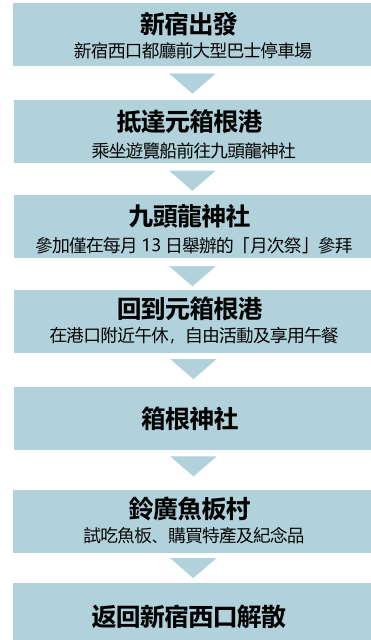 新宿出發
新宿西口都廳前大型巴士停車場
抵達元箱根港
乘坐遊覽船前往九頭龍神社
九頭龍神社
參加僅在每月 13 日舉辦的「月次祭」參拜
回到元箱根港
在港口附近午休，自由活動及享用午餐
箱根神社
鈴廣魚板村
試吃魚板、購買特產及紀念品
返回新宿西口解散